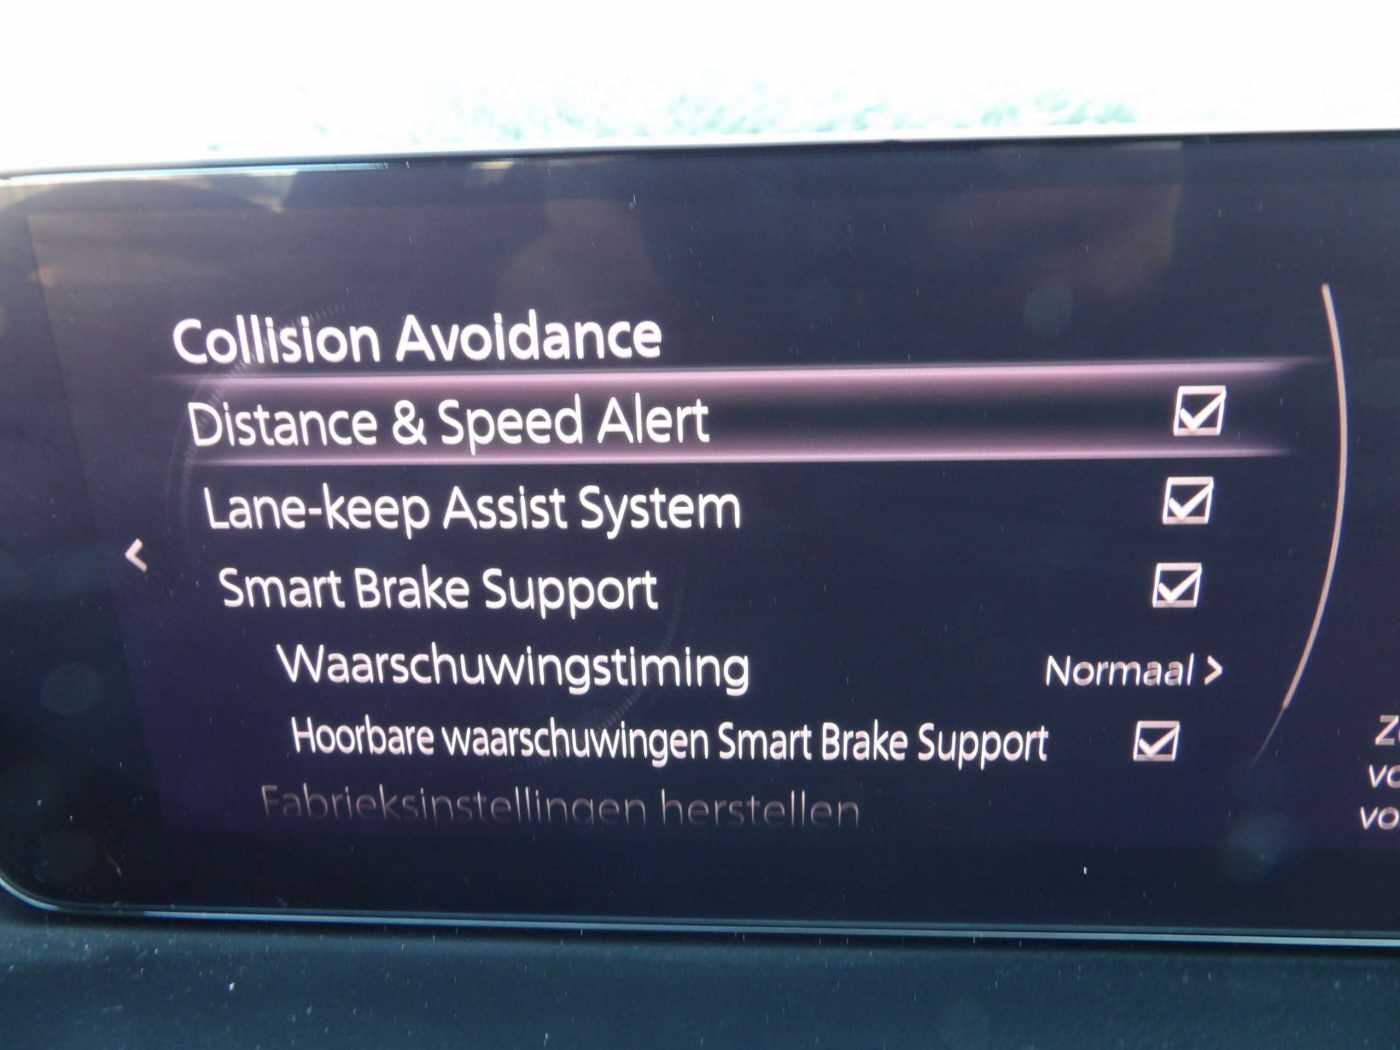 Collision Avoidance
Distance & Speed Alert
Lane-keep Assist System
Smart Brake Support
Waarschuwingstiming Normaal >
Hoorbare waarschuwingen Smart Brake Support
Fabrieksinstellingen herstellen